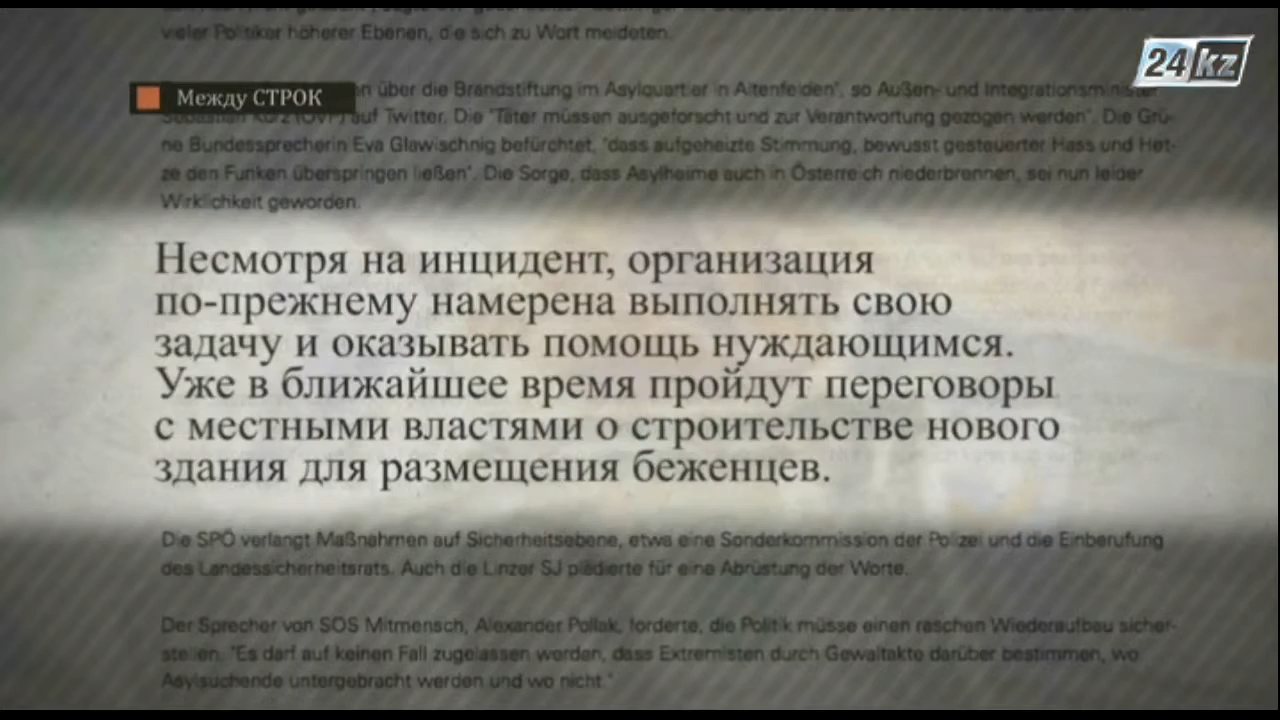 vieler Politiker höherer Ebenen, die sich zu Wort meldeten.
24 kz
Между СТРОК
über die Brandstiftung im Asylquartier in Altenfelden", so Außen- und Integrationsminister
Sebastian Kurz (ÖVP) auf Twitter. Die "Täter müssen ausgeforscht und zur Verantwortung gezogen werden". Die Grü-
ne Bundessprecherin Eva Glawischnig befürchtet, "dass aufgeheizte Stimmung, bewusst gesteuerter Hass und Het-
ze den Funken überspringen ließen". Die Sorge, dass Asylheime auch in Österreich niederbrennen, sei nun leider
Wirklichkeit geworden.
Несмотря на инцидент, организация
по-прежнему намерена выполнять свою
задачу и оказывать помощь нуждающимся.
Уже в ближайшее время пройдут переговоры
с местными властями о строительстве нового
здания для размещения беженцев.
Die SPÖ verlangt Maßnahmen auf Sicherheitsebene, etwa eine Sonderkommission der Polizei und die Einberufung
des Landessicherheitsrats. Auch die Linzer SJ plädierte für eine Abrüstung der Worte.
Der Sprecher von SOS Mitmensch, Alexander Pollak, forderte, die Politik müsse einen raschen Wiederaufbau sicher-
stellen. "Es darf auf keinen Fall zugelassen werden, dass Extremisten durch Gewaltakte darüber bestimmen, wo
Asylsuchende untergebracht werden und wo nicht."